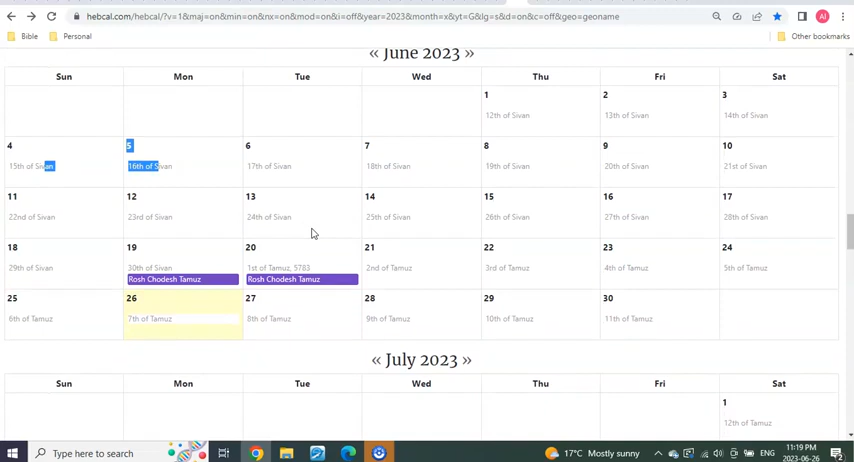 hebcal.com/hebcal/?v=1&maj=on&min=on&nx=on&mod=on&i=off&year=2023&month=x&yt=G&lg=s&d=on&c=off&geo=geoname
AI
Bible Personal Other bookmarks
« June 2023 »
Sun Mon Tue Wed Thu Fri Sat
1 2 3
12th of Sivan 13th of Sivan 14th of Sivan
4 5 6 7 8 9 10
15th of Sivan 16th of Sivan 17th of Sivan 18th of Sivan 19th of Sivan 20th of Sivan 21st of Sivan
11 12 13 14 15 16 17
22nd of Sivan 23rd of Sivan 24th of Sivan 25th of Sivan 26th of Sivan 27th of Sivan 28th of Sivan
18 19 20 21 22 23 24
29th of Sivan 30th of Sivan 1st of Tamuz, 5783 2nd of Tamuz 3rd of Tamuz 4th of Tamuz 5th of Tamuz
Rosh Chodesh Tamuz Rosh Chodesh Tamuz
25 26 27 28 29 30
6th of Tamuz 7th of Tamuz 8th of Tamuz 9th of Tamuz 10th of Tamuz 11th of Tamuz
« July 2023 »
Sun Mon Tue Wed Thu Fri Sat
1
12th of Tamuz
Type here to search 17°C Mostly sunny ENG 11:19 PM
2023-06-26
2